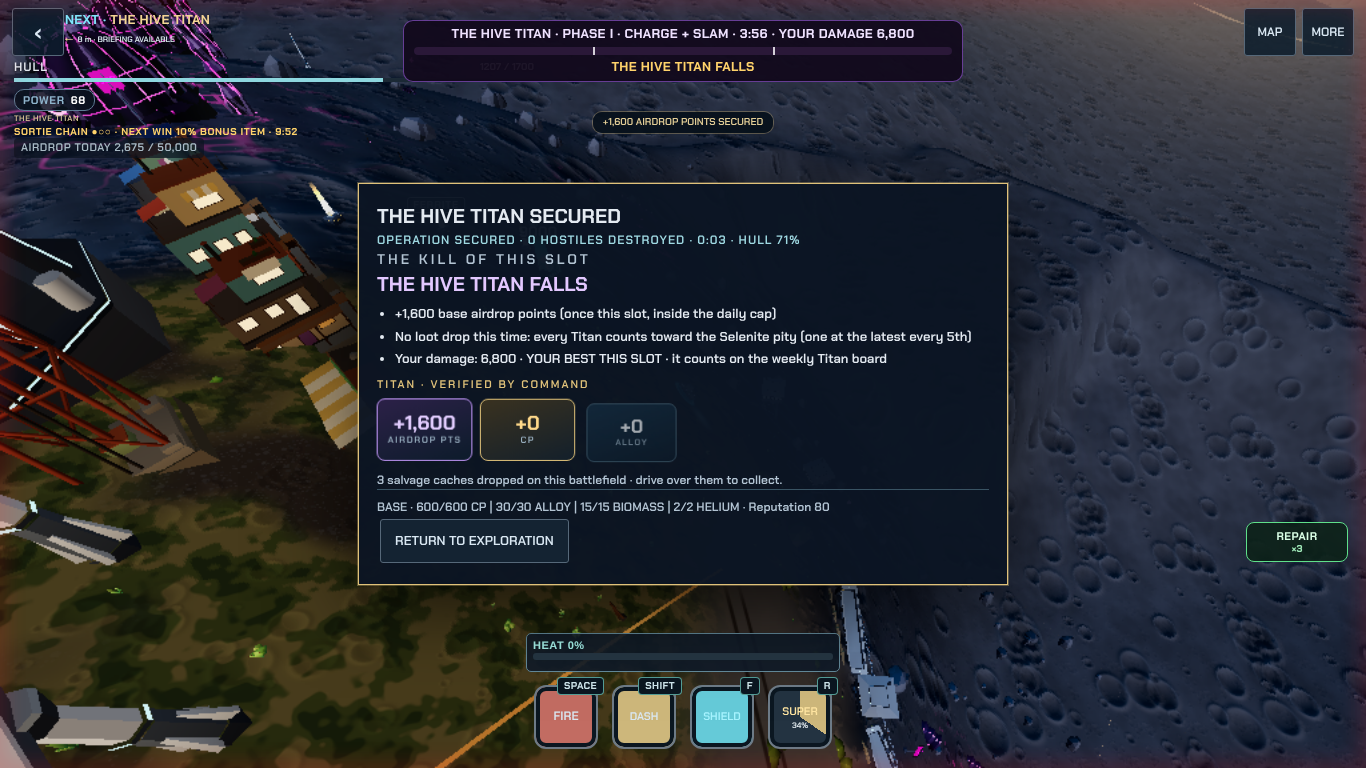 ‹
NEXT · THE HIVE TITAN
8 m · BRIEFING AVAILABLE
HULL
POWER 68
THE HIVE TITAN
SORTIE CHAIN ●○○ · NEXT WIN 10% BONUS ITEM · 9:52
AIRDROP TODAY 2,675 / 50,000
THE HIVE TITAN · PHASE I · CHARGE + SLAM · 3:56 · YOUR DAMAGE 6,800
1207 / 1700
THE HIVE TITAN FALLS
+1,600 AIRDROP POINTS SECURED
MAP
MORE
THE HIVE TITAN SECURED
OPERATION SECURED · 0 HOSTILES DESTROYED · 0:03 · HULL 71%
THE KILL OF THIS SLOT
THE HIVE TITAN FALLS
• +1,600 base airdrop points (once this slot, inside the daily cap)
• No loot drop this time: every Titan counts toward the Selenite pity (one at the latest every 5th)
• Your damage: 6,800 · YOUR BEST THIS SLOT · it counts on the weekly Titan board
TITAN · VERIFIED BY COMMAND
+1,600
AIRDROP PTS
+0
CP
+0
ALLOY
3 salvage caches dropped on this battlefield · drive over them to collect.
BASE · 600/600 CP | 30/30 ALLOY | 15/15 BIOMASS | 2/2 HELIUM · Reputation 80
RETURN TO EXPLORATION
REPAIR
×3
HEAT 0%
SPACE
FIRE
SHIFT
DASH
F
SHIELD
R
SUPER
34%